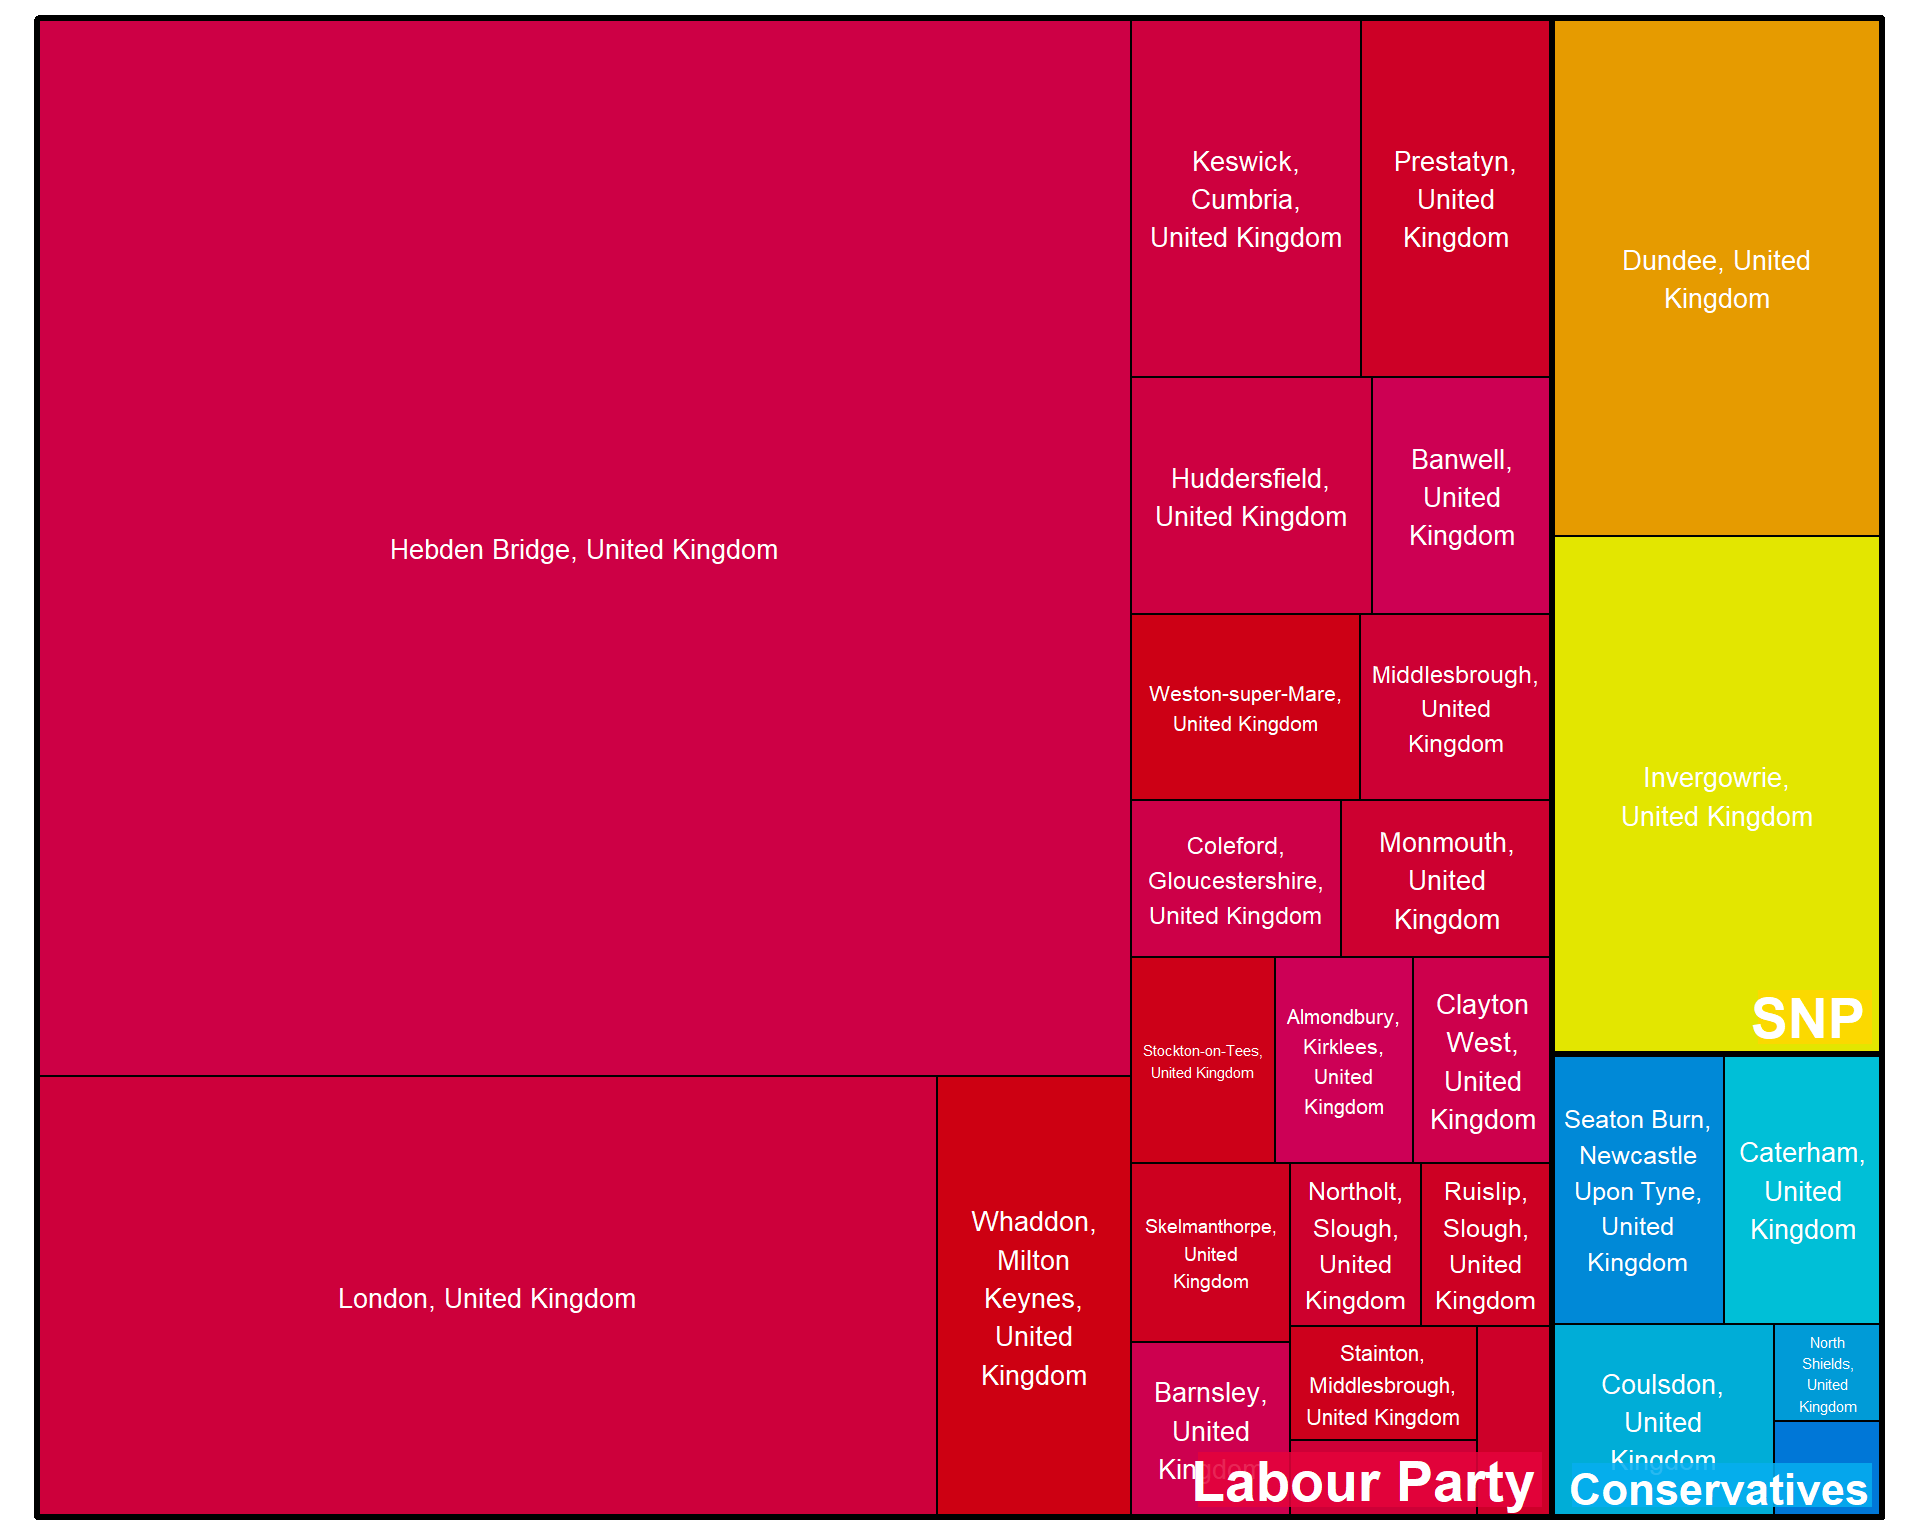 Hebden Bridge, United Kingdom
London, United Kingdom
Whaddon,
Milton
Keynes,
United
Kingdom
Keswick,
Cumbria,
United Kingdom
Prestatyn,
United
Kingdom
Huddersfield,
United Kingdom
Banwell,
United
Kingdom
Weston-super-Mare,
United Kingdom
Middlesbrough,
United
Kingdom
Coleford,
Gloucestershire,
United Kingdom
Monmouth,
United
Kingdom
Stockton-on-Tees,
United Kingdom
Almondbury,
Kirklees,
United
Kingdom
Clayton
West,
United
Kingdom
Skelmanthorpe,
United
Kingdom
Northolt,
Slough,
United
Kingdom
Ruislip,
Slough,
United
Kingdom
Barnsley,
United
Kingdom
Stainton,
Middlesbrough,
United Kingdom
Labour Party
Dundee, United
Kingdom
Invergowrie,
United Kingdom
SNP
Seaton Burn,
Newcastle
Upon Tyne,
United
Kingdom
Caterham,
United
Kingdom
Coulsdon,
United
Kingdom
North
Shields,
United
Kingdom
Conservatives